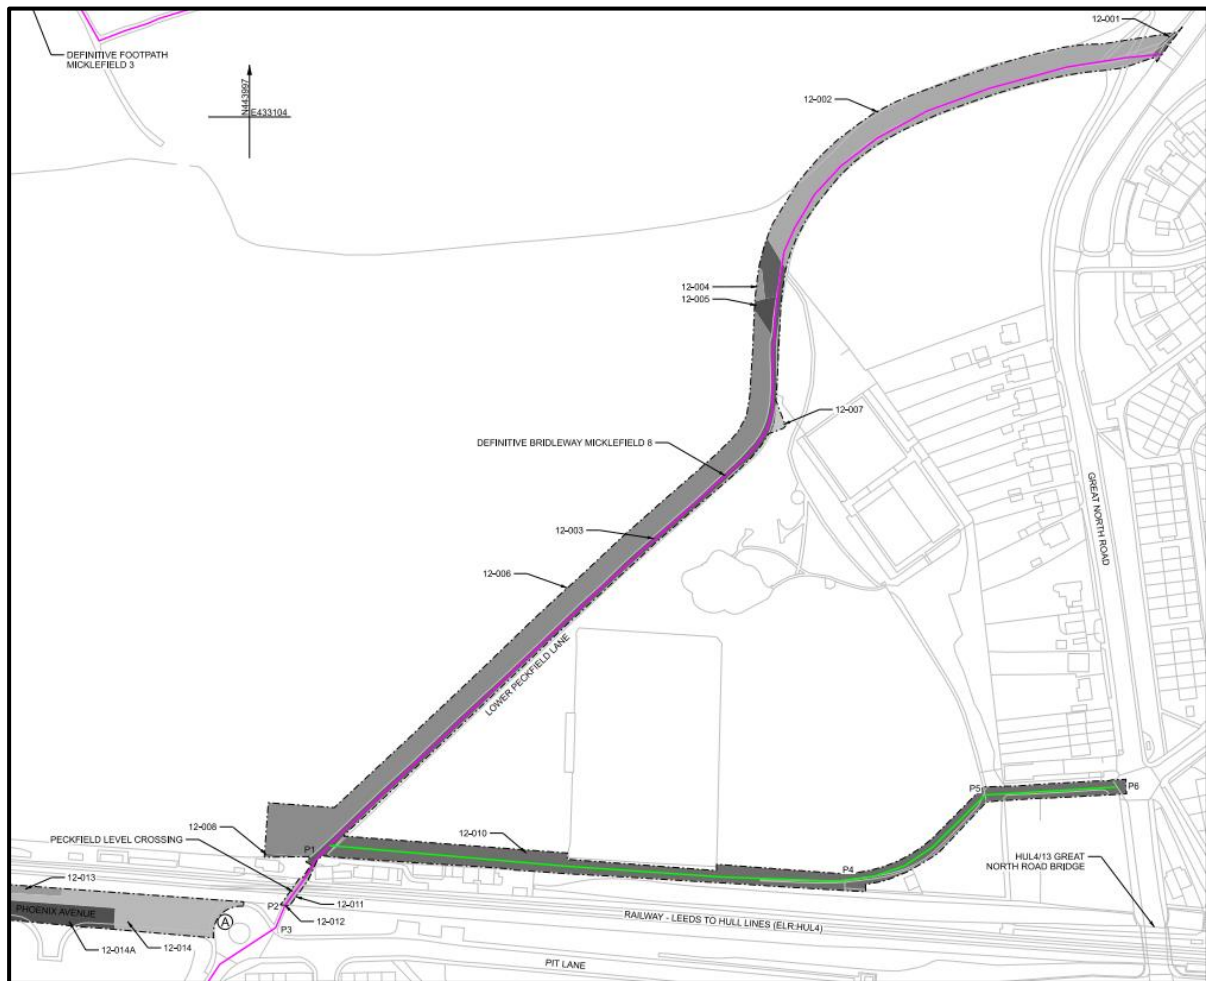 12-001
DEFINITIVE FOOTPATH
MICKLEFIELD 3
N443997
E433104
12-002
12-004
12-005
12-007
DEFINITIVE BRIDLEWAY MICKLEFIELD 8
GREAT NORTH ROAD
12-003
12-006
LOWER PECKFIELD LANE
P5
P6
12-008
12-010
PECKFIELD LEVEL CROSSING
P1
P4
HUL4/13 GREAT
NORTH ROAD BRIDGE
12-013
12-011
P2
PHOENIX AVENUE
A
12-012
RAILWAY - LEEDS TO HULL LINES (ELR:HUL4)
P3
12-014A
12-014
PIT LANE